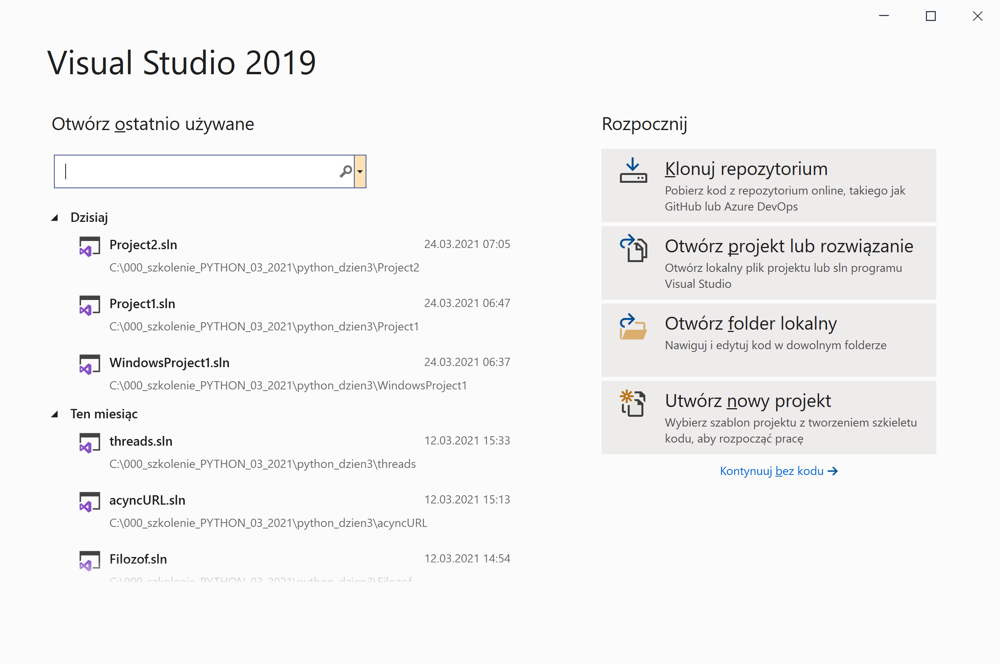 Visual Studio 2019
Otwórz ostatnio używane
Dzisiaj
Project2.sln 24.03.2021 07:05
C:\000_szkolenie_PYTHON_03_2021\python_dzien3\Project2
Project1.sln 24.03.2021 06:47
C:\000_szkolenie_PYTHON_03_2021\python_dzien3\Project1
WindowsProject1.sln 24.03.2021 06:37
C:\000_szkolenie_PYTHON_03_2021\python_dzien3\WindowsProject1
Ten miesiąc
threads.sln 12.03.2021 15:33
C:\000_szkolenie_PYTHON_03_2021\python_dzien3\threads
acyncURL.sln 12.03.2021 15:13
C:\000_szkolenie_PYTHON_03_2021\python_dzien3\acyncURL
Filozof.sln 12.03.2021 14:54
C:\000_szkolenie_PYTHON_03_2021\python_dzien3\Filozof
Rozpocznij
Klonuj repozytorium
Pobierz kod z repozytorium online, takiego jak
GitHub lub Azure DevOps
Otwórz projekt lub rozwiązanie
Otwórz lokalny plik projektu lub sln programu
Visual Studio
Otwórz folder lokalny
Nawiguj i edytuj kod w dowolnym folderze
Utwórz nowy projekt
Wybierz szablon projektu z tworzeniem szkieletu
kodu, aby rozpocząć pracę
Kontynuuj bez kodu